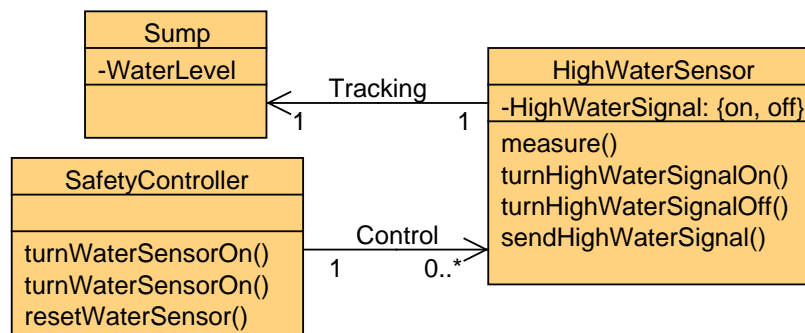 Sump
-WaterLevel
HighWaterSensor
-HighWaterSignal: {on, off}
measure()
turnHighWaterSignalOn()
turnHighWaterSignalOff()
sendHighWaterSignal()
Tracking
1
1
SafetyController
turnWaterSensorOn()
turnWaterSensorOn()
resetWaterSensor()
Control
1
0..*